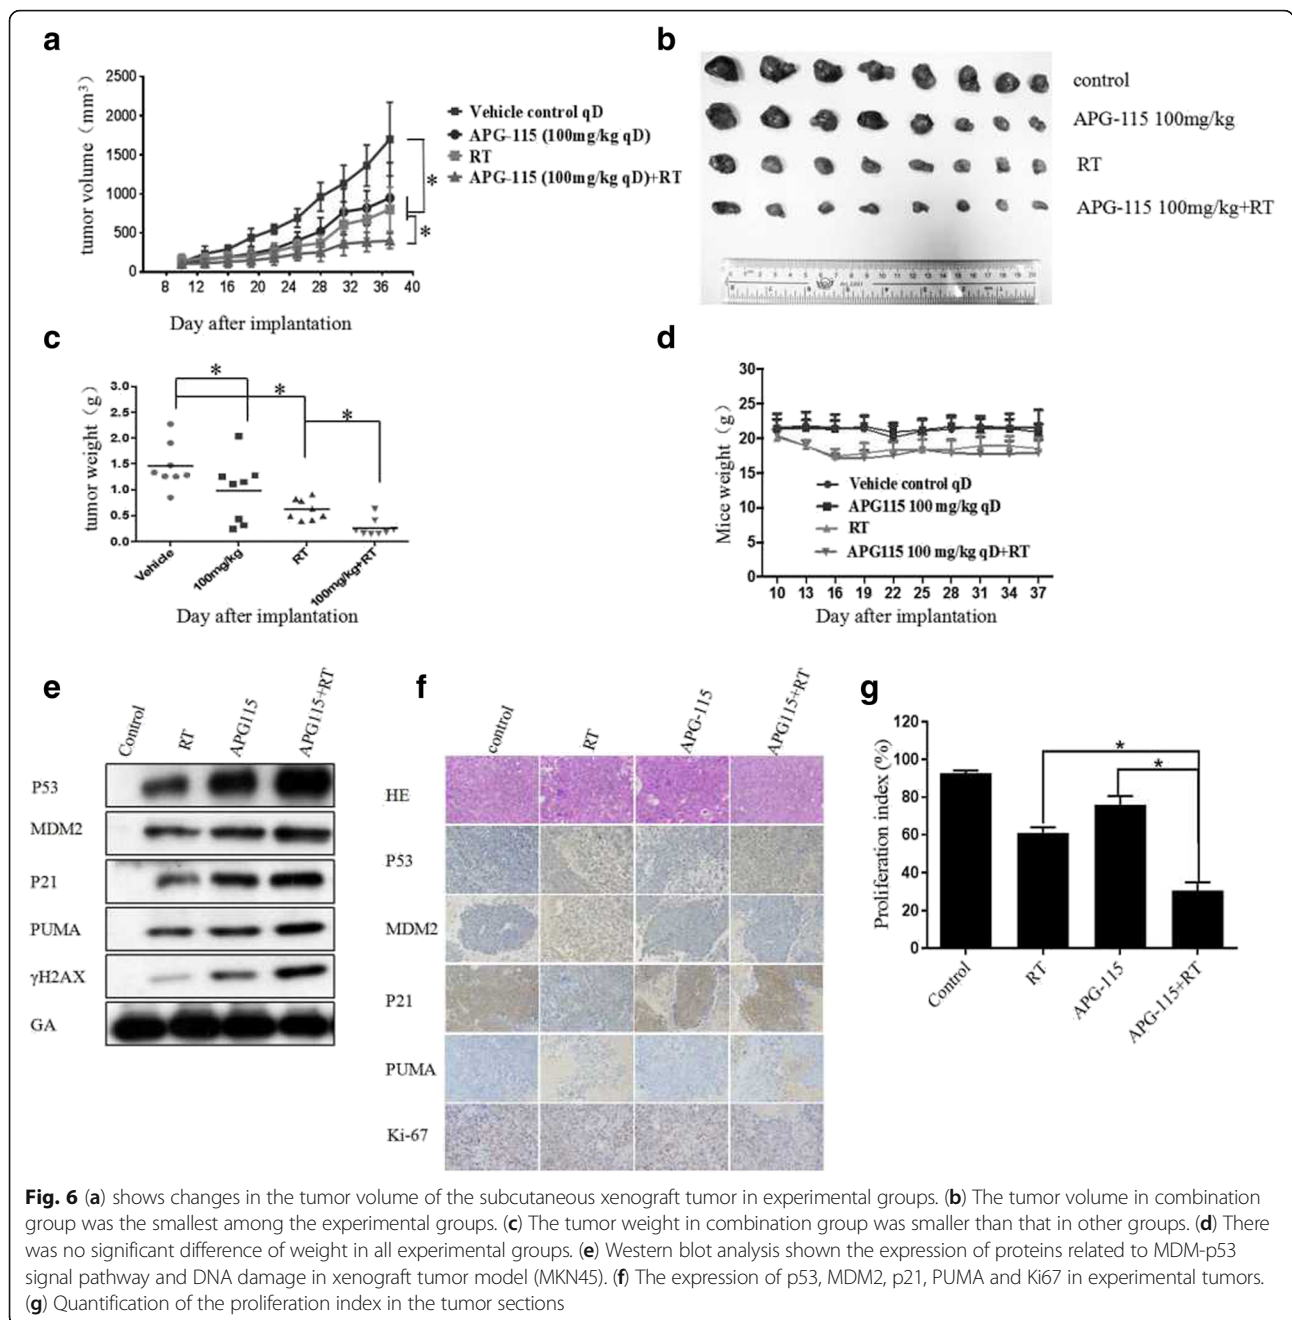 a
2500
2000
1500
1000
500
0
tumor volume (mm³)
8 12 16 20 24 28 32 36 40
Day after implantation
Vehicle control qD
APG-115 (100mg/kg qD)
RT
APG-115 (100mg/kg qD)+RT
*
*
b
control
APG-115 100mg/kg
RT
APG-115 100mg/kg+RT
c
3.0
2.5
2.0
1.5
1.0
0.5
0.0
tumor weight (g)
* * *
Vehicle 100mg/kg RT 100mg/kg+RT
Day after implantation
d
30
25
20
15
10
5
0
Mice weight (g)
Vehicle control qD
APG115 100 mg/kg qD
RT
APG115 100 mg/kg qD+RT
10 13 16 19 22 25 28 31 34 37
Day after implantation
e
Control RT APG115 APG115+RT
P53
MDM2
P21
PUMA
γH2AX
GA
f
control RT APG-115 APG115+RT
HE
P53
MDM2
P21
PUMA
Ki-67
g
120
100
80
60
40
20
0
Proliferation index (%)
*
*
Control RT APG-115 APG-115+RT
Fig. 6 (a) shows changes in the tumor volume of the subcutaneous xenograft tumor in experimental groups. (b) The tumor volume in combination
group was the smallest among the experimental groups. (c) The tumor weight in combination group was smaller than that in other groups. (d) There
was no significant difference of weight in all experimental groups. (e) Western blot analysis shown the expression of proteins related to MDM-p53
signal pathway and DNA damage in xenograft tumor model (MKN45). (f) The expression of p53, MDM2, p21, PUMA and Ki67 in experimental tumors.
(g) Quantification of the proliferation index in the tumor sections